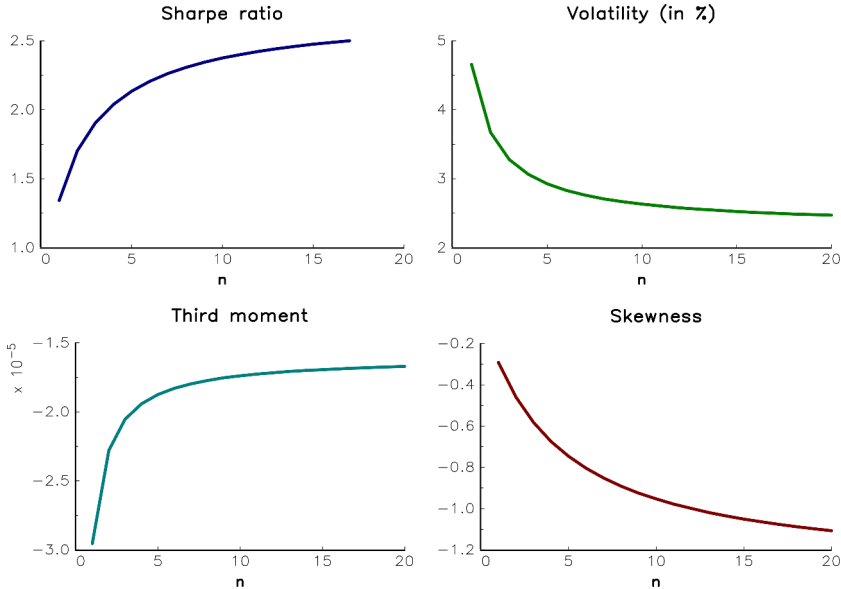 Sharpe ratio
2.5
2.0
1.5
1.0
0 5 10 15 20
n
Volatility (in %)
5
4
3
2
0 5 10 15 20
n
Third moment
× 10⁻⁵
−1.5
−2.0
−2.5
−3.0
0 5 10 15 20
n
Skewness
−0.2
−0.4
−0.6
−0.8
−1.0
−1.2
0 5 10 15 20
n